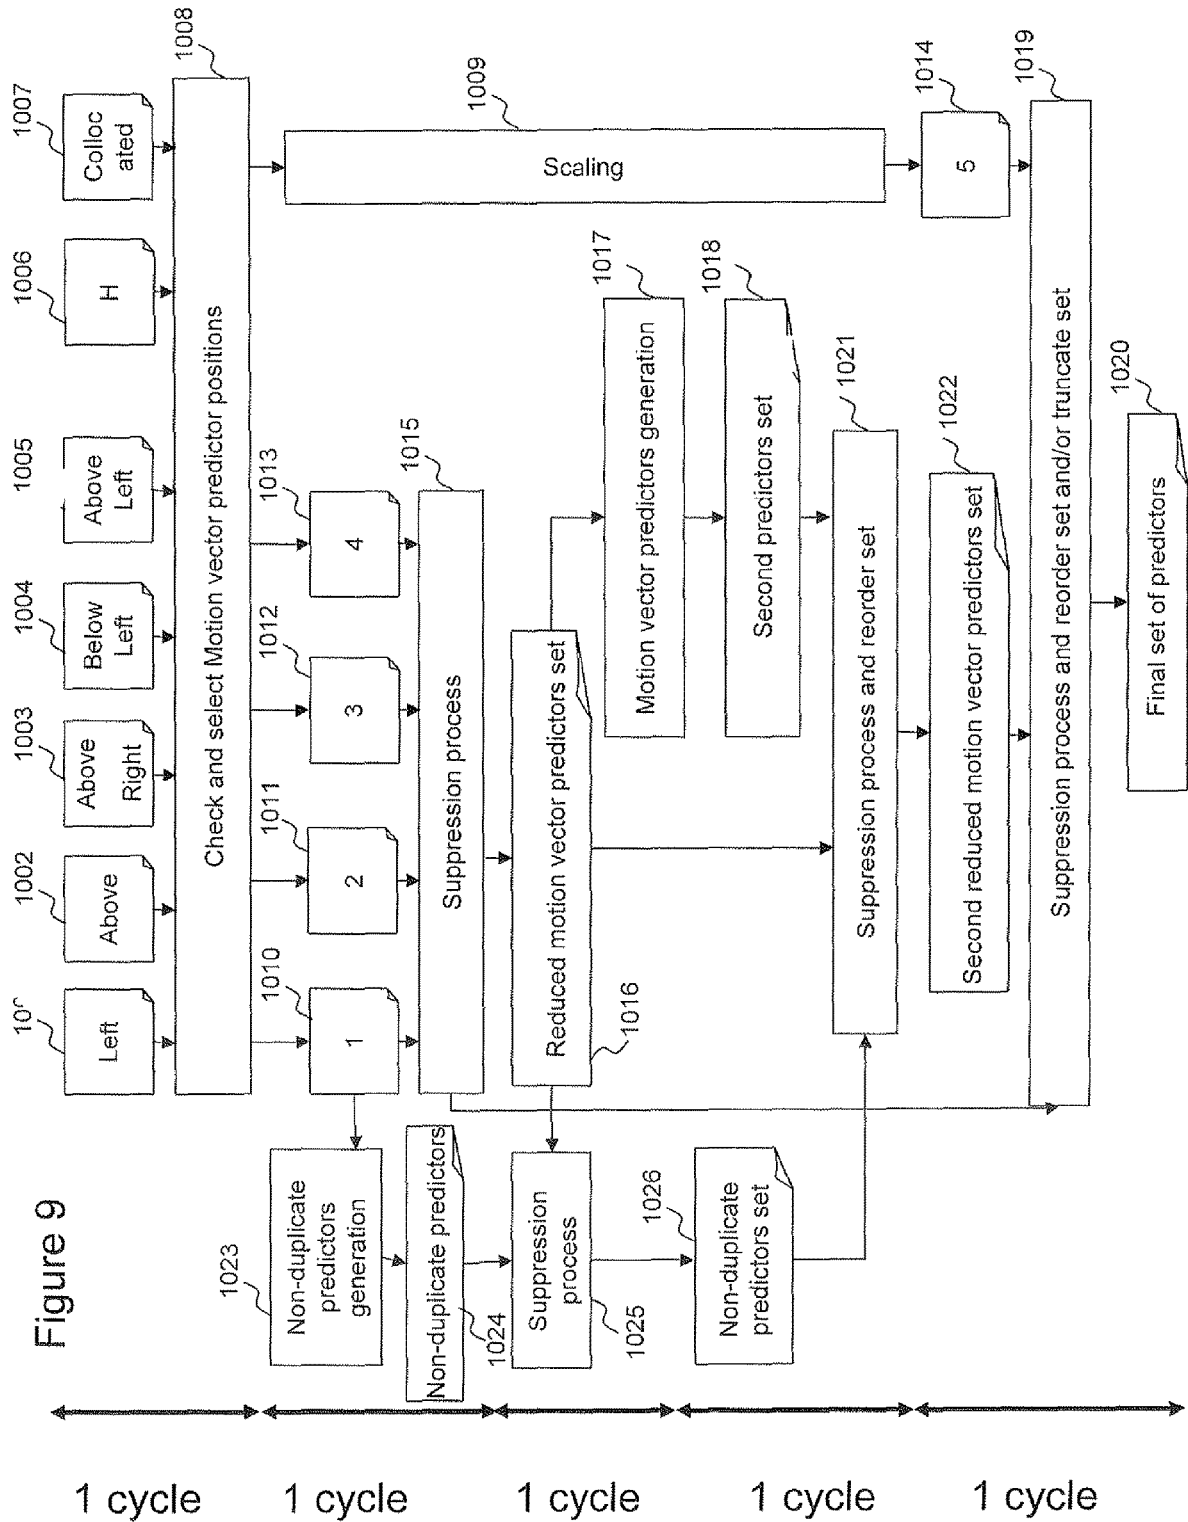 Figure 9
1007
1006
1005
1004
1003
1002
Left
Above
Above
Right
Below
Left
Above
Left
H
Colloc
ated
1008
Check and select Motion vector predictor positions
1009
Scaling
1010
1
1011
2
1012
3
1013
4
1023
Non-duplicate
predictors
generation
1015
Suppression process
1024
Non-duplicate predictors
1016
Reduced motion vector predictors set
1025
Suppression
process
1017
Motion vector predictors generation
1018
Second predictors set
1026
Non-duplicate
predictors set
1021
Suppression process and reorder set
1014
5
1022
Second reduced motion vector predictors set
1019
Suppression process and reorder set and/or truncate set
1020
Final set of predictors
1 cycle
1 cycle
1 cycle
1 cycle
1 cycle